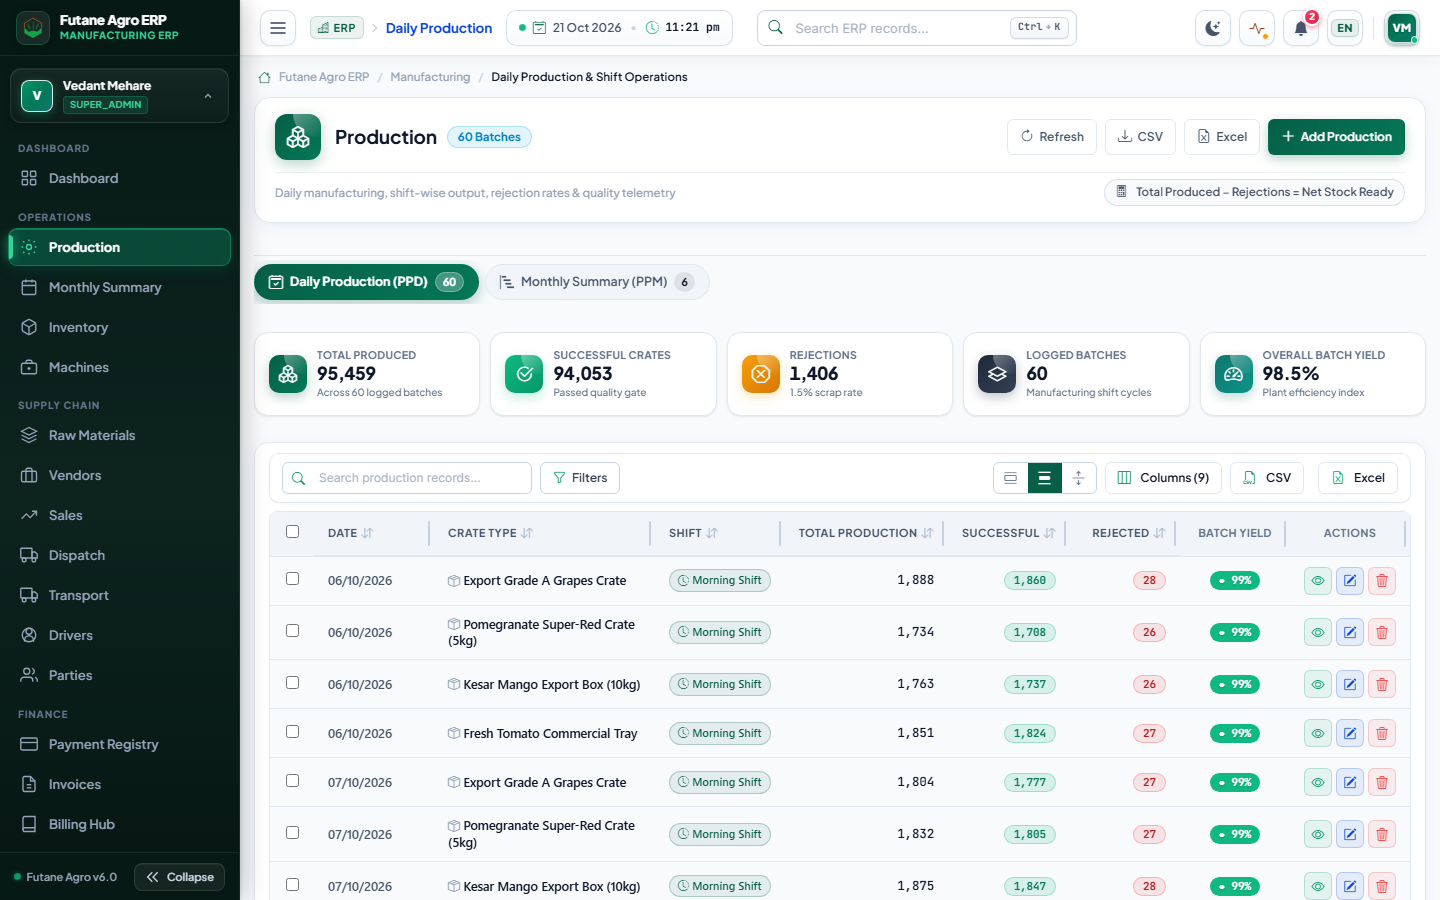 Futane Agro ERP
MANUFACTURING ERP
V
Vedant Mehare
SUPER_ADMIN
DASHBOARD
Dashboard
OPERATIONS
Production
Monthly Summary
Inventory
Machines
SUPPLY CHAIN
Raw Materials
Vendors
Sales
Dispatch
Transport
Drivers
Parties
FINANCE
Payment Registry
Invoices
Billing Hub
Futane Agro v6.0
Collapse
ERP
Daily Production
21 Oct 2026
11:21 pm
Search ERP records...
Ctrl + K
2
EN
VM
Futane Agro ERP / Manufacturing / Daily Production & Shift Operations
Production
60 Batches
Refresh
CSV
Excel
Add Production
Daily manufacturing, shift-wise output, rejection rates & quality telemetry
Total Produced – Rejections = Net Stock Ready
Daily Production (PPD) 60
Monthly Summary (PPM) 6
TOTAL PRODUCED
95,459
Across 60 logged batches
SUCCESSFUL CRATES
94,053
Passed quality gate
REJECTIONS
1,406
1.5% scrap rate
LOGGED BATCHES
60
Manufacturing shift cycles
OVERALL BATCH YIELD
98.5%
Plant efficiency index
Search production records...
Filters
Columns (9)
CSV
Excel
DATE CRATE TYPE SHIFT TOTAL PRODUCTION SUCCESSFUL REJECTED BATCH YIELD ACTIONS
06/10/2026 Export Grade A Grapes Crate Morning Shift 1,888 1,860 28 99%
06/10/2026 Pomegranate Super-Red Crate (5kg) Morning Shift 1,734 1,708 26 99%
06/10/2026 Kesar Mango Export Box (10kg) Morning Shift 1,763 1,737 26 99%
06/10/2026 Fresh Tomato Commercial Tray Morning Shift 1,851 1,824 27 99%
07/10/2026 Export Grade A Grapes Crate Morning Shift 1,804 1,777 27 99%
07/10/2026 Pomegranate Super-Red Crate (5kg) Morning Shift 1,832 1,805 27 99%
07/10/2026 Kesar Mango Export Box (10kg) Morning Shift 1,875 1,847 28 99%